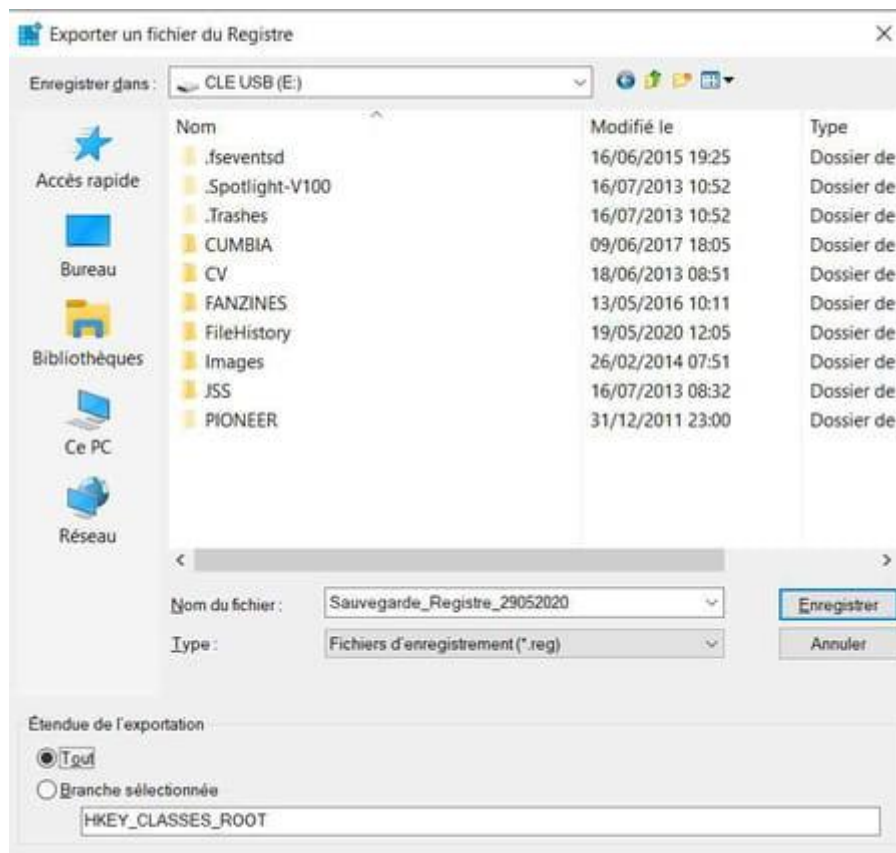 Exporter un fichier du Registre
Enregistrer dans : CLE USB (E:)
Nom Modifié le Type
.fseventsd 16/06/2015 19:25 Dossier de
.Spotlight-V100 16/07/2013 10:52 Dossier de
.Trashes 16/07/2013 10:52 Dossier de
CUMBIA 09/06/2017 18:05 Dossier de
CV 18/06/2013 08:51 Dossier de
FANZINES 13/05/2016 10:11 Dossier de
FileHistory 19/05/2020 12:05 Dossier de
Images 26/02/2014 07:51 Dossier de
JSS 16/07/2013 08:32 Dossier de
PIONEER 31/12/2011 23:00 Dossier de
Accès rapide
Bureau
Bibliothèques
Ce PC
Réseau
Nom du fichier : Sauvegarde_Registre_29052020 Enregistrer
Type : Fichiers d'enregistrement (*.reg) Annuler
Étendue de l'exportation
Tout
Branche sélectionnée
HKEY_CLASSES_ROOT